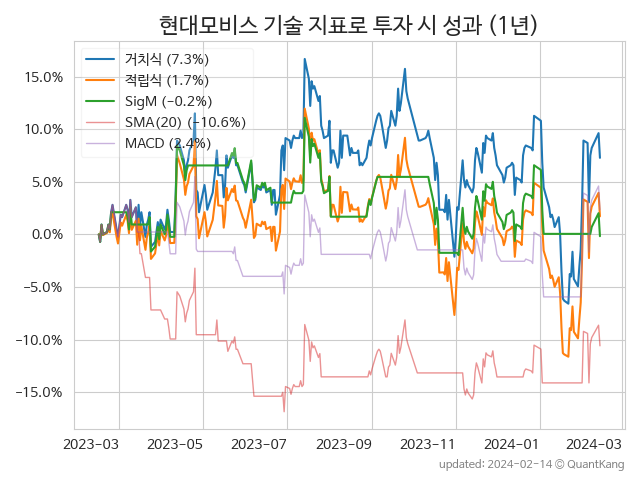 현대모비스 기술 지표로 투자 시 성과 (1년)
거치식 (7.3%)
적립식 (1.7%)
SigM (−0.2%)
SMA(20) (−10.6%)
MACD (2.4%)
15.0%
10.0%
5.0%
0.0%
−5.0%
−10.0%
−15.0%
2023-03 2023-05 2023-07 2023-09 2023-11 2024-01 2024-03
updated: 2024-02-14 © QuantKang